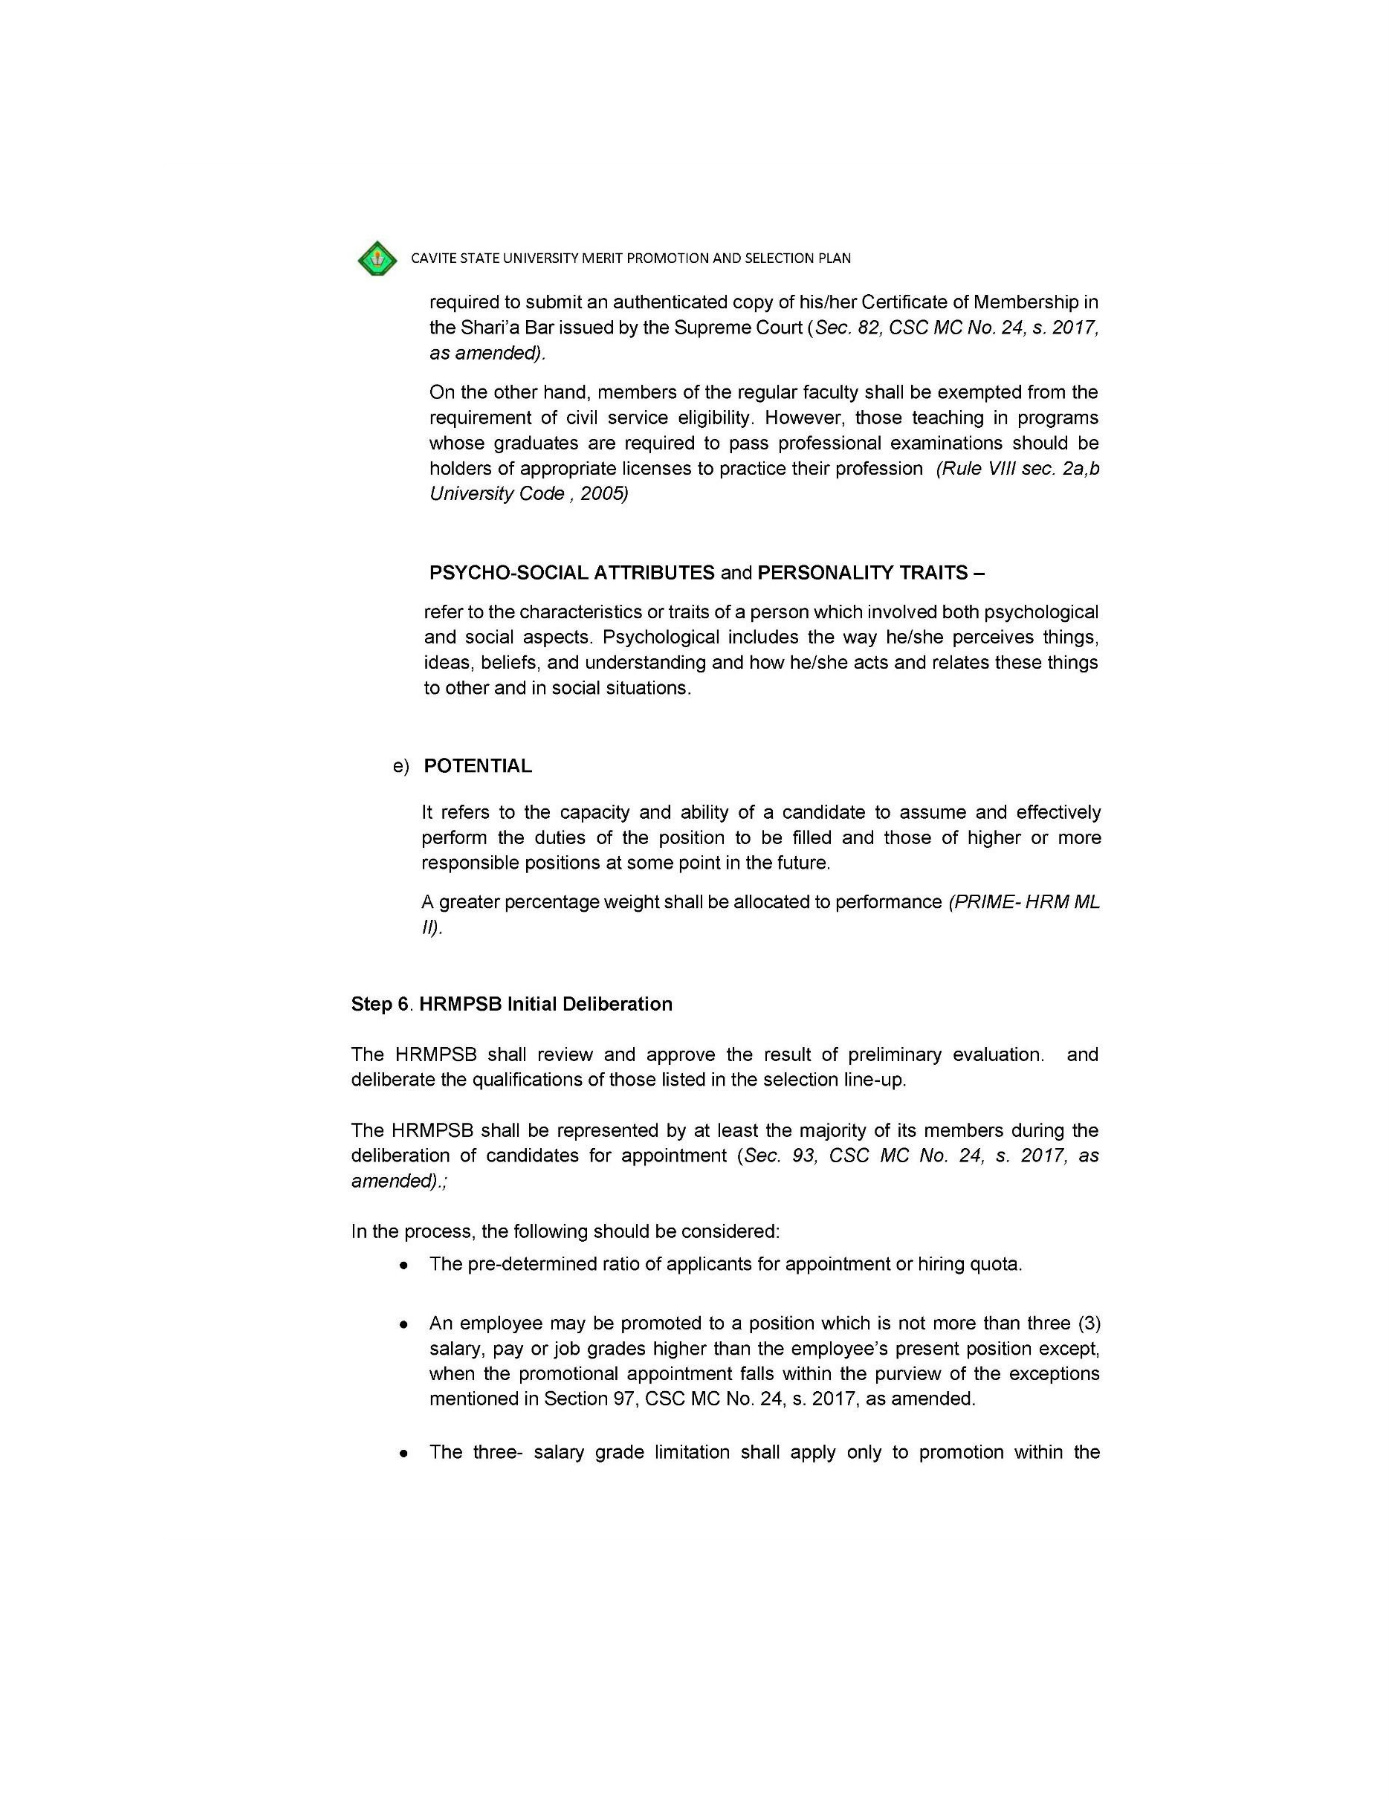 CAVITE STATE UNIVERSITY MERIT PROMOTION AND SELECTION PLAN
required to submit an authenticated copy of his/her Certificate of Membership in
the Shari'a Bar issued by the Supreme Court (Sec. 82, CSC MC No. 24, s. 2017,
as amended).
On the other hand, members of the regular faculty shall be exempted from the
requirement of civil service eligibility. However, those teaching in programs
whose graduates are required to pass professional examinations should be
holders of appropriate licenses to practice their profession (Rule VIII sec. 2a,b
University Code , 2005)
PSYCHO-SOCIAL ATTRIBUTES and PERSONALITY TRAITS –
refer to the characteristics or traits of a person which involved both psychological
and social aspects. Psychological includes the way he/she perceives things,
ideas, beliefs, and understanding and how he/she acts and relates these things
to other and in social situations.
e) POTENTIAL
It refers to the capacity and ability of a candidate to assume and effectively
perform the duties of the position to be filled and those of higher or more
responsible positions at some point in the future.
A greater percentage weight shall be allocated to performance (PRIME- HRM ML
II).
Step 6. HRMPSB Initial Deliberation
The HRMPSB shall review and approve the result of preliminary evaluation. and
deliberate the qualifications of those listed in the selection line-up.
The HRMPSB shall be represented by at least the majority of its members during the
deliberation of candidates for appointment (Sec. 93, CSC MC No. 24, s. 2017, as
amended).;
In the process, the following should be considered:
• The pre-determined ratio of applicants for appointment or hiring quota.
• An employee may be promoted to a position which is not more than three (3)
salary, pay or job grades higher than the employee's present position except,
when the promotional appointment falls within the purview of the exceptions
mentioned in Section 97, CSC MC No. 24, s. 2017, as amended.
• The three- salary grade limitation shall apply only to promotion within the